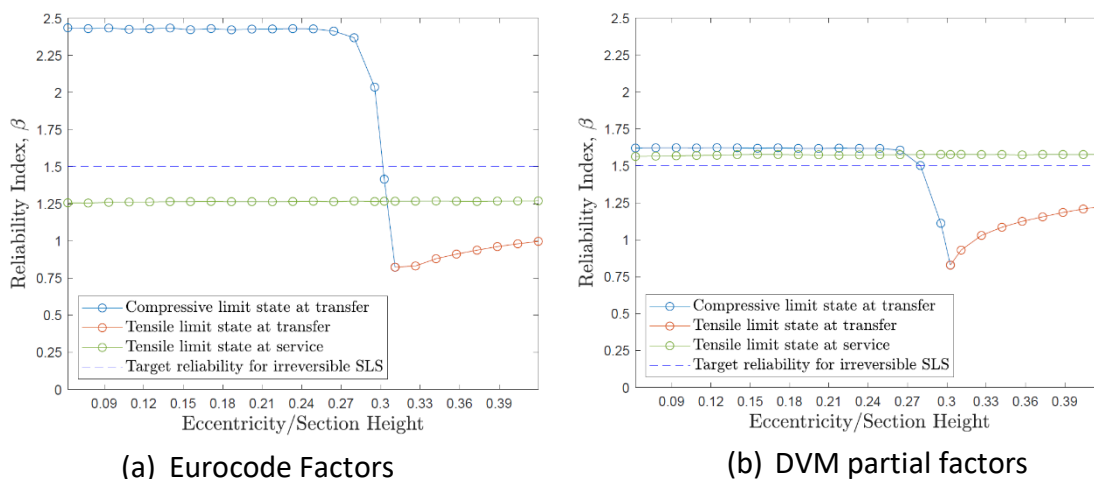 2.5
2.25
2
1.75
1.5
1.25
1
0.75
0.5
0.25
0
Reliability Index, β
Compressive limit state at transfer
Tensile limit state at transfer
Tensile limit state at service
Target reliability for irreversible SLS
0.09 0.12 0.15 0.18 0.21 0.24 0.27 0.3 0.33 0.36 0.39
Eccentricity/Section Height
(a) Eurocode Factors
2.5
2.25
2
1.75
1.5
1.25
1
0.75
0.5
0.25
0
Reliability Index, β
Compressive limit state at transfer
Tensile limit state at transfer
Tensile limit state at service
Target reliability for irreversible SLS
0.09 0.12 0.15 0.18 0.21 0.24 0.27 0.3 0.33 0.36 0.39
Eccentricity/Section Height
(b) DVM partial factors